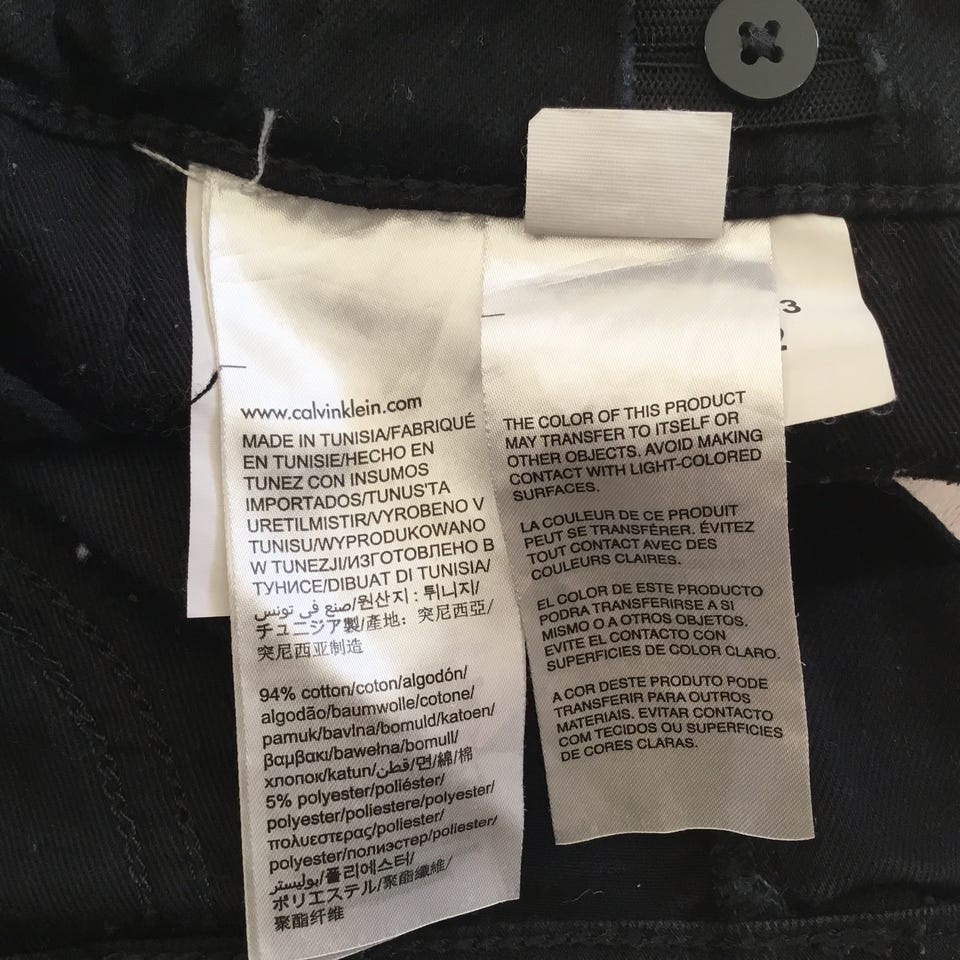 www.calvinklein.com
MADE IN TUNISIA/FABRIQUÉ
EN TUNISIE/HECHO EN
TUNEZ CON INSUMOS
IMPORTADOS/TUNUS'TA
URETILMISTIR/VYROBENO V
TUNISU/WYPRODUKOWANO
W TUNEZJI/ИЗГОТОВЛЕНО В
ТУНИСЕ/DIBUAT DI TUNISIA/
صنع في تونس/원산지 : 튀니지/
チュニジア製/產地：突尼西亞/
突尼西亚制造
94% cotton/coton/algodón/
algodão/baumwolle/cotone/
pamuk/bavlna/bomuld/katoen/
βαμβακι/bawełna/bomull/
хлопок/katun/قطن/면/綿/棉
5% polyester/poliéster/
polyester/poliestere/polyester/
πολυεστερας/poliester/
polyester/полиэстер/poliester/
بوليستر/폴리에스터/
ポリエステル/聚酯纖維/
聚酯纤维
3
2
THE COLOR OF THIS PRODUCT
MAY TRANSFER TO ITSELF OR
OTHER OBJECTS. AVOID MAKING
CONTACT WITH LIGHT-COLORED
SURFACES.
LA COULEUR DE CE PRODUIT
PEUT SE TRANSFÉRER. ÉVITEZ
TOUT CONTACT AVEC DES
COULEURS CLAIRES.
EL COLOR DE ESTE PRODUCTO
PODRA TRANSFERIRSE A SI
MISMO O A OTROS OBJETOS.
EVITE EL CONTACTO CON
SUPERFICIES DE COLOR CLARO.
A COR DESTE PRODUTO PODE
TRANSFERIR PARA OUTROS
MATERIAIS. EVITAR CONTACTO
COM TECIDOS OU SUPERFICIES
DE CORES CLARAS.